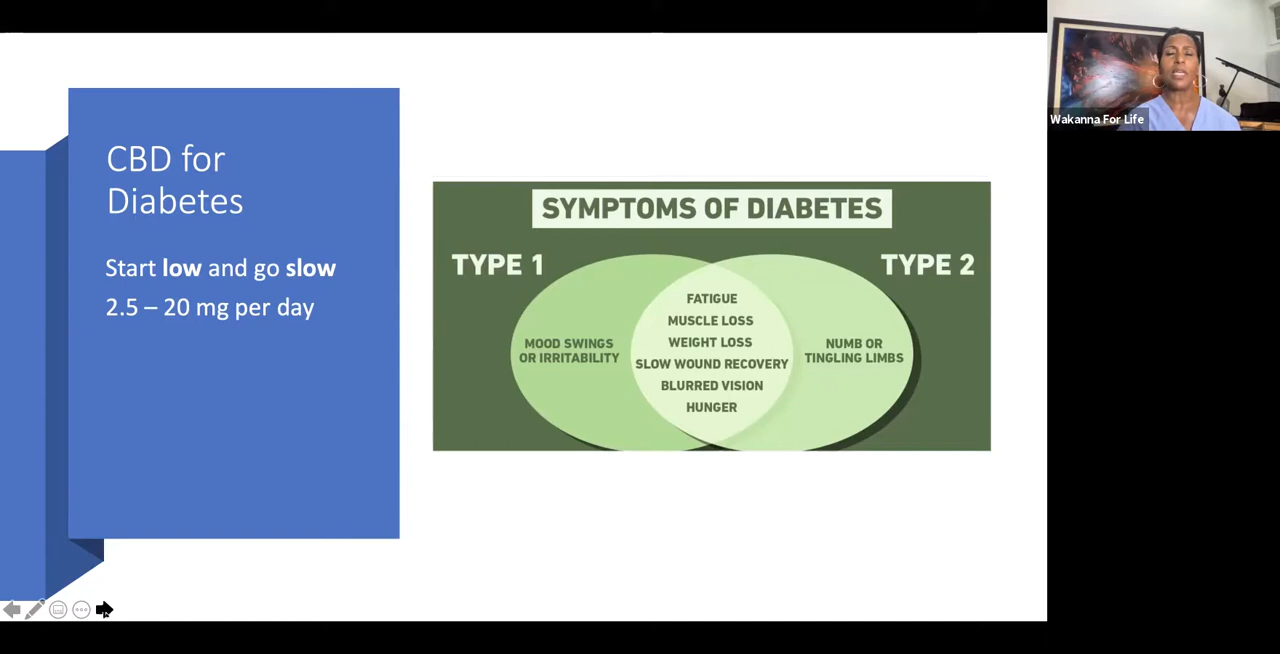 CBD for
Diabetes
Start low and go slow
2.5 – 20 mg per day
SYMPTOMS OF DIABETES
TYPE 1
TYPE 2
MOOD SWINGS
OR IRRITABILITY
FATIGUE
MUSCLE LOSS
WEIGHT LOSS
SLOW WOUND RECOVERY
BLURRED VISION
HUNGER
NUMB OR
TINGLING LIMBS
Wakanna For Life